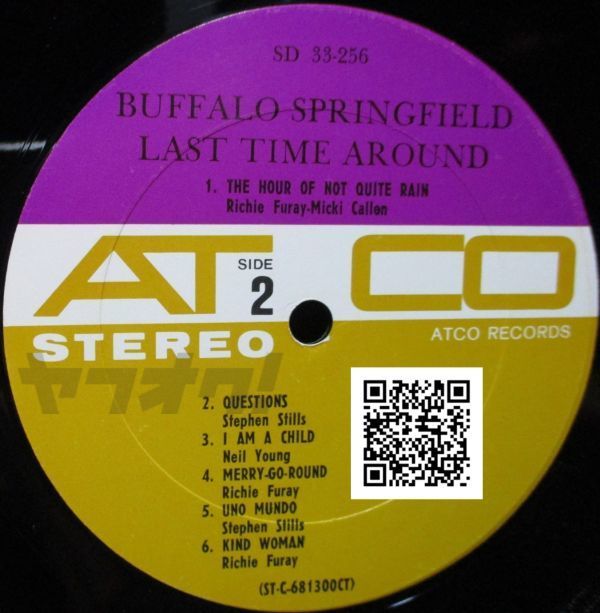 SD 33-256
BUFFALO SPRINGFIELD
LAST TIME AROUND
1. THE HOUR OF NOT QUITE RAIN
Richie Furay-Micki Callen
ATCO
SIDE
2
STEREO
ATCO RECORDS
ヤフオク!
2. QUESTIONS
Stephen Stills
3. I AM A CHILD
Neil Young
4. MERRY-GO-ROUND
Richie Furay
5. UNO MUNDO
Stephen Stills
6. KIND WOMAN
Richie Furay
(ST-C-681300CT)